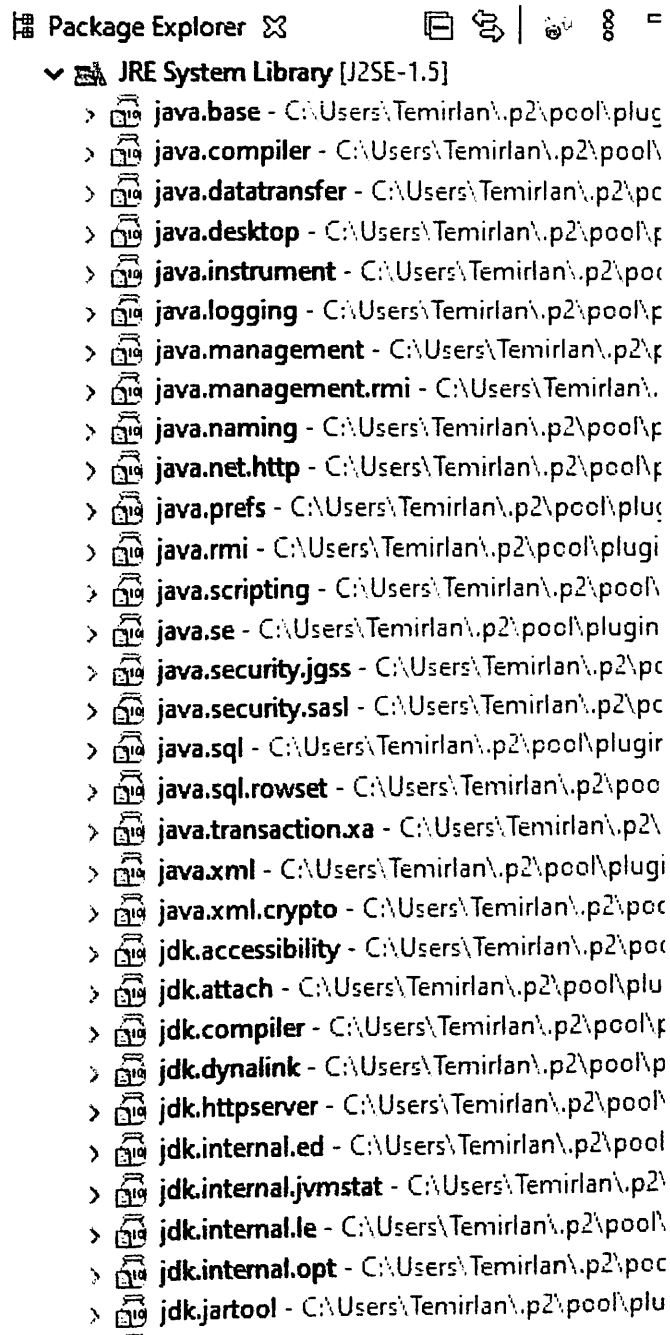 Package Explorer
JRE System Library [J2SE-1.5]
java.base - C:\Users\Temirlan\.p2\pool\plug
java.compiler - C:\Users\Temirlan\.p2\pool\
java.datatransfer - C:\Users\Temirlan\.p2\pc
java.desktop - C:\Users\Temirlan\.p2\pool\p
java.instrument - C:\Users\Temirlan\.p2\poc
java.logging - C:\Users\Temirlan\.p2\pool\p
java.management - C:\Users\Temirlan\.p2\p
java.management.rmi - C:\Users\Temirlan\.
java.naming - C:\Users\Temirlan\.p2\pool\p
java.net.http - C:\Users\Temirlan\.p2\pool\p
java.prefs - C:\Users\Temirlan\.p2\pool\plug
java.rmi - C:\Users\Temirlan\.p2\pool\plugi
java.scripting - C:\Users\Temirlan\.p2\pool\
java.se - C:\Users\Temirlan\.p2\pool\plugin
java.security.jgss - C:\Users\Temirlan\.p2\pc
java.security.sasl - C:\Users\Temirlan\.p2\pc
java.sql - C:\Users\Temirlan\.p2\pool\plugin
java.sql.rowset - C:\Users\Temirlan\.p2\poo
java.transaction.xa - C:\Users\Temirlan\.p2\
java.xml - C:\Users\Temirlan\.p2\pool\plugi
java.xml.crypto - C:\Users\Temirlan\.p2\poc
jdk.accessibility - C:\Users\Temirlan\.p2\poc
jdk.attach - C:\Users\Temirlan\.p2\pool\plu
jdk.compiler - C:\Users\Temirlan\.p2\pool\p
jdk.dynalink - C:\Users\Temirlan\.p2\pool\p
jdk.httpserver - C:\Users\Temirlan\.p2\pool\
jdk.internal.ed - C:\Users\Temirlan\.p2\pool
jdk.internal.jvmstat - C:\Users\Temirlan\.p2\
jdk.internal.le - C:\Users\Temirlan\.p2\pool\
jdk.internal.opt - C:\Users\Temirlan\.p2\poc
jdk.jartool - C:\Users\Temirlan\.p2\pool\plu